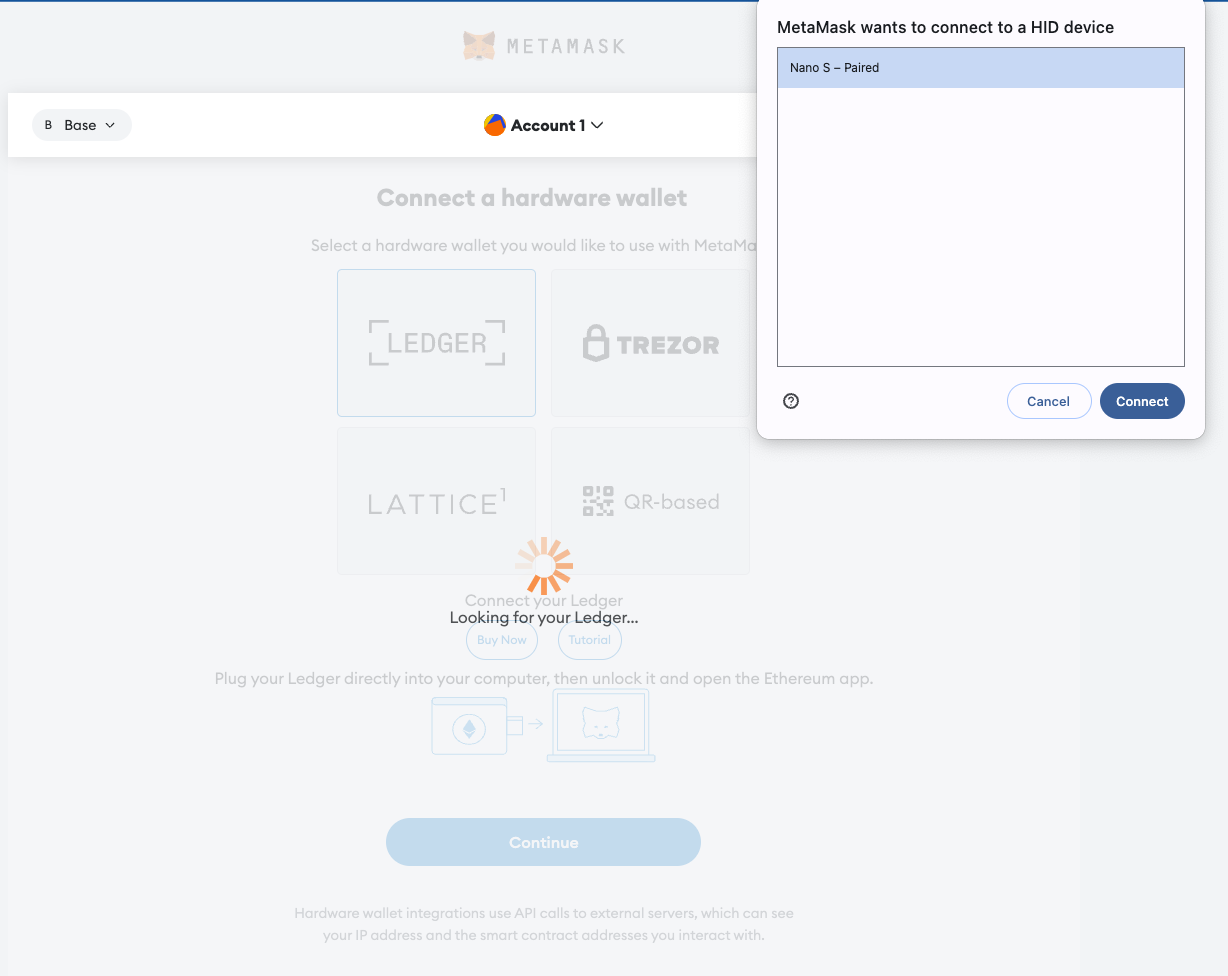 METAMASK
MetaMask wants to connect to a HID device
Nano S – Paired
Cancel
Connect
B Base
Account 1
Connect a hardware wallet
Select a hardware wallet you would like to use with MetaMa
LEDGER
TREZOR
LATTICE1
QR-based
Connect your Ledger
Looking for your Ledger...
Buy Now
Tutorial
Plug your Ledger directly into your computer, then unlock it and open the Ethereum app.
Continue
Hardware wallet integrations use API calls to external servers, which can see
your IP address and the smart contract addresses you interact with.